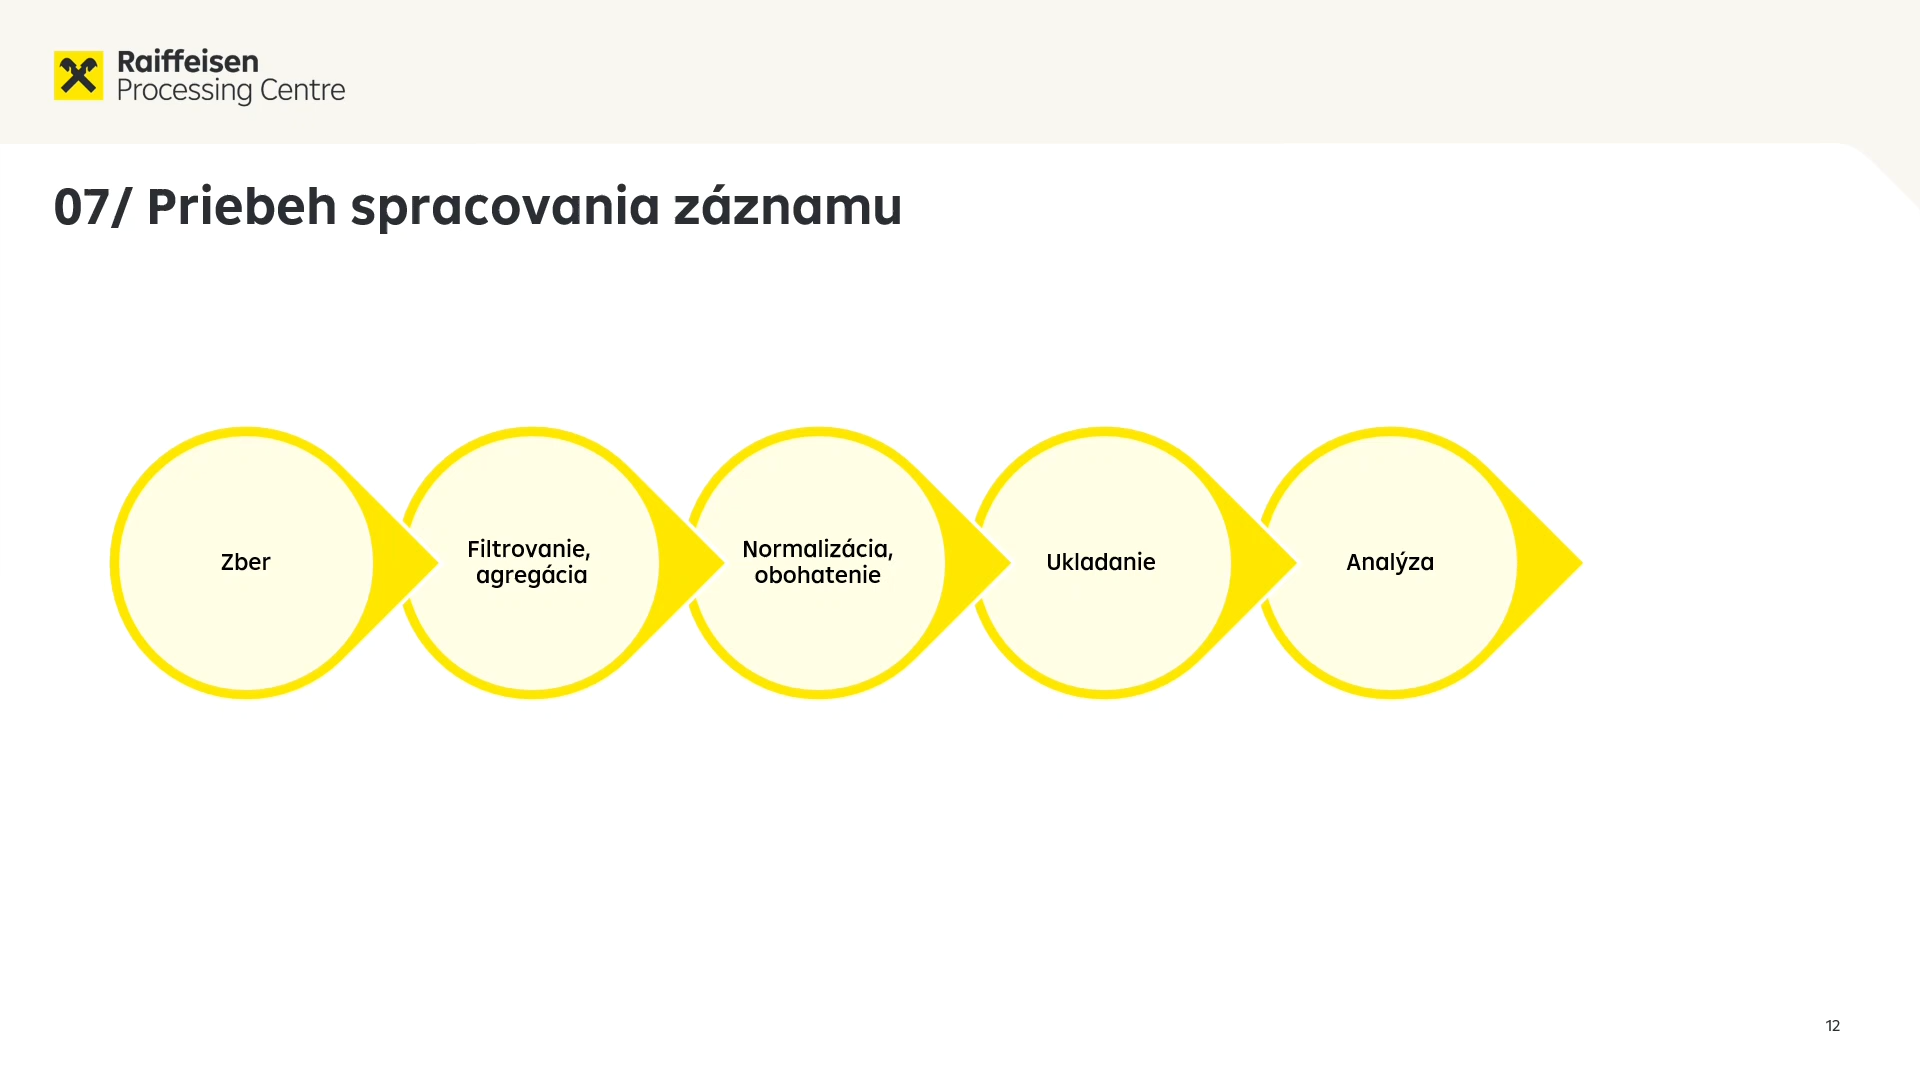 Raiffeisen
Processing Centre
07/ Priebeh spracovania záznamu
Zber
Filtrovanie,
agregácia
Normalizácia,
obohatenie
Ukladanie
Analýza
12